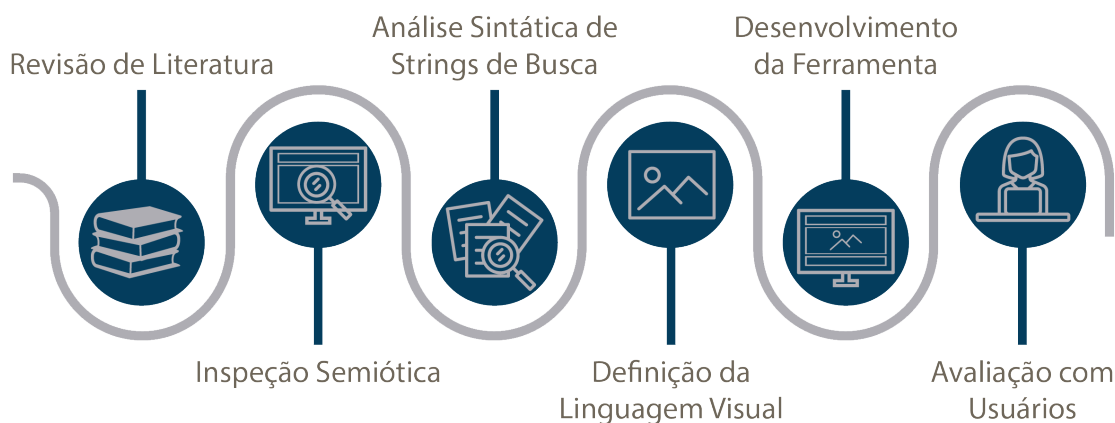 Revisão de Literatura
Inspeção Semiótica
Análise Sintática de
Strings de Busca
Definição da
Linguagem Visual
Desenvolvimento
da Ferramenta
Avaliação com
Usuários